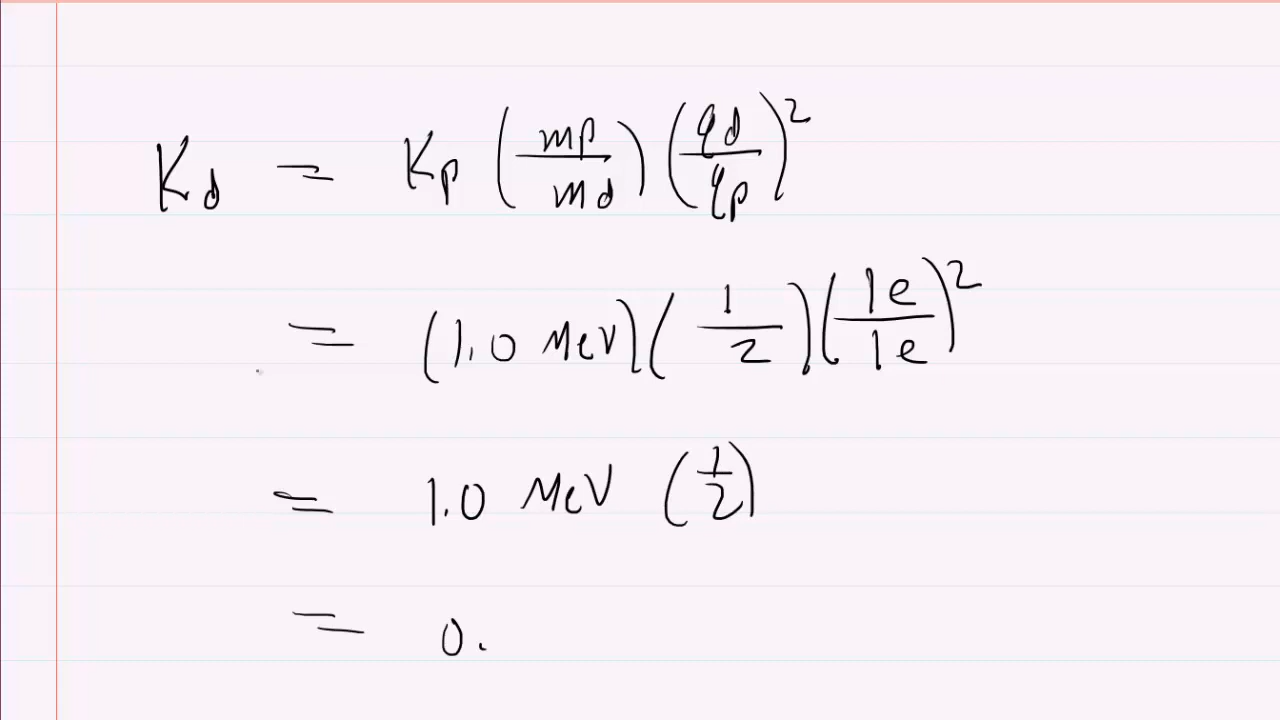 Kd = Kp (mp/md) (qd/qp)²
= (1.0 MeV) (1/2) (1e/1e)²
= 1.0 MeV (1/2)
= 0.